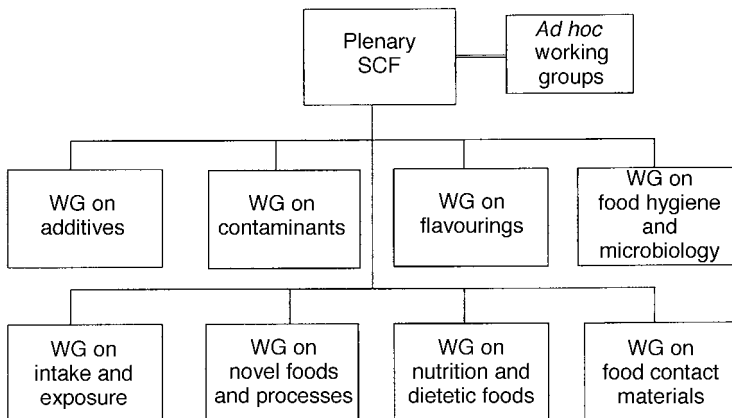 Plenary
SCF
Ad hoc
working
groups
WG on
additives
WG on
contaminants
WG on
flavourings
WG on
food hygiene
and
microbiology
WG on
intake and
exposure
WG on
novel foods
and processes
WG on
nutrition and
dietetic foods
WG on
food contact
materials